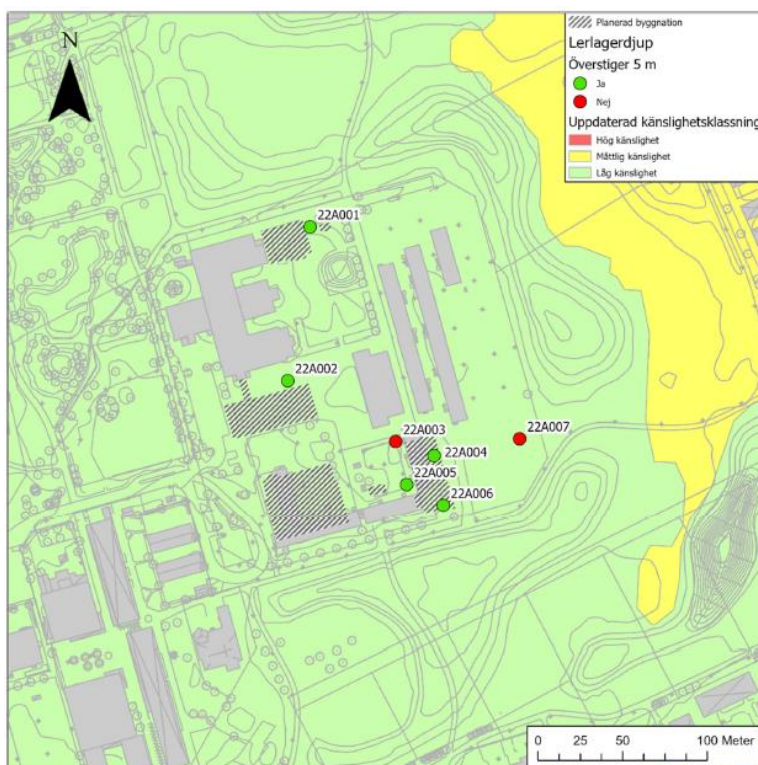 Planerad byggnation
Lerlagerdjup
Överstiger 5 m
Ja
Nej
Uppdaterad känslighetsklassning
Hög känslighet
Måttlig känslighet
Låg känslighet
N
22A001
22A002
22A003
22A007
22A004
22A005
22A006
0 25 50 100 Meter